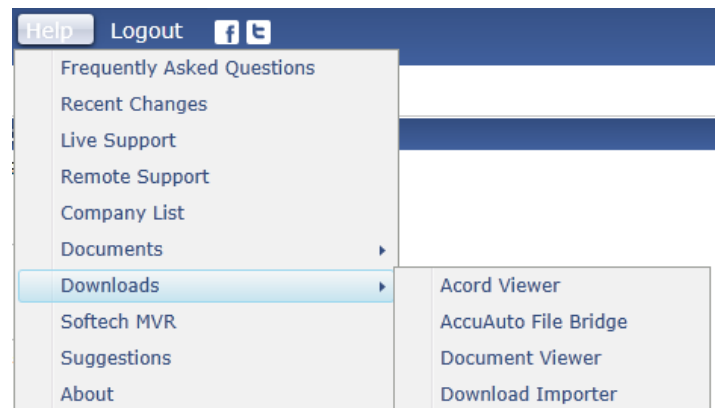 Help Logout f t
Frequently Asked Questions
Recent Changes
Live Support
Remote Support
Company List
Documents
Downloads
Acord Viewer
Softech MVR
AccuAuto File Bridge
Suggestions
Document Viewer
About
Download Importer